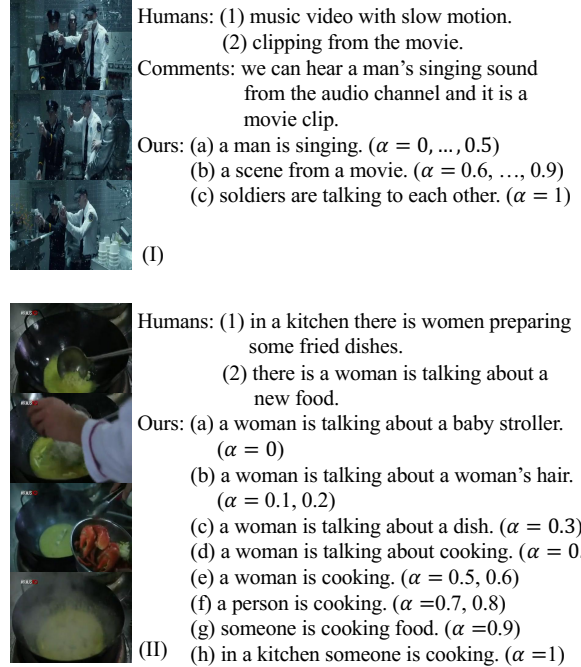 Humans: (1) music video with slow motion.
(2) clipping from the movie.
Comments: we can hear a man's singing sound
from the audio channel and it is a
movie clip.
Ours: (a) a man is singing. (α = 0, ... , 0.5)
(b) a scene from a movie. (α = 0.6, ..., 0.9)
(c) soldiers are talking to each other. (α = 1)
(I)
Humans: (1) in a kitchen there is women preparing
some fried dishes.
(2) there is a woman is talking about a
new food.
Ours: (a) a woman is talking about a baby stroller.
(α = 0)
(b) a woman is talking about a woman's hair.
(α = 0.1, 0.2)
(c) a woman is talking about a dish. (α = 0.3)
(d) a woman is talking about cooking. (α = 0.
(e) a woman is cooking. (α = 0.5, 0.6)
(f) a person is cooking. (α =0.7, 0.8)
(g) someone is cooking food. (α =0.9)
(II) (h) in a kitchen someone is cooking. (α =1)